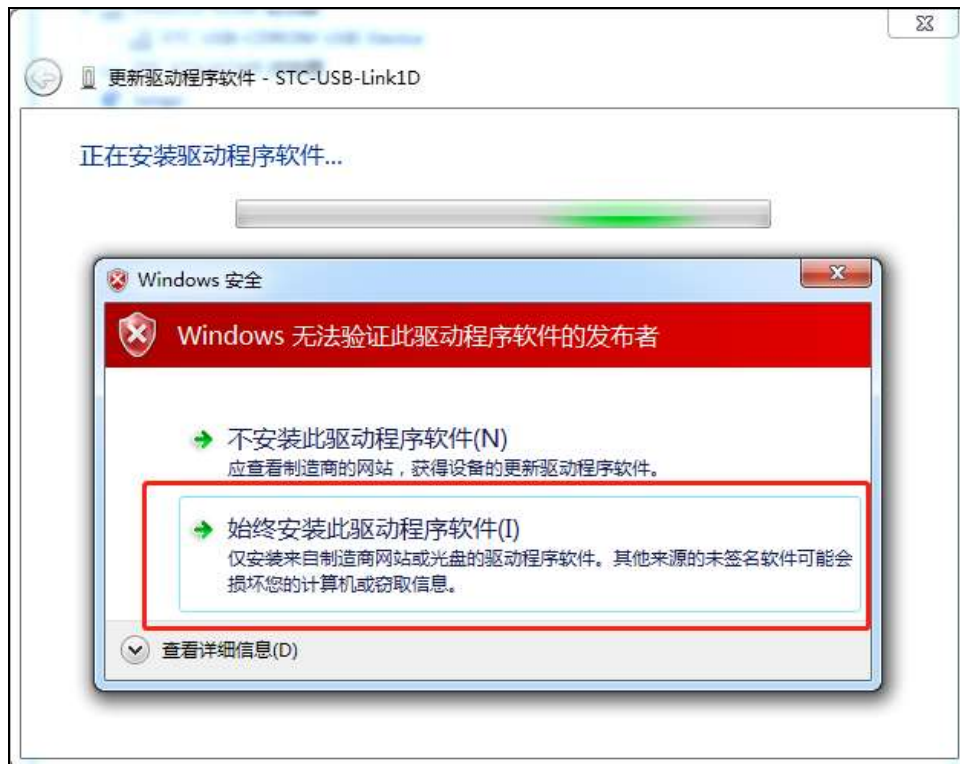 更新驱动程序软件 - STC-USB-Link1D
正在安装驱动程序软件...
Windows 安全
Windows 无法验证此驱动程序软件的发布者
不安装此驱动程序软件(N)
应查看制造商的网站，获得设备的更新驱动程序软件。
始终安装此驱动程序软件(I)
仅安装来自制造商网站或光盘的驱动程序软件。其他来源的未签名软件可能会
损坏您的计算机或窃取信息。
查看详细信息(D)